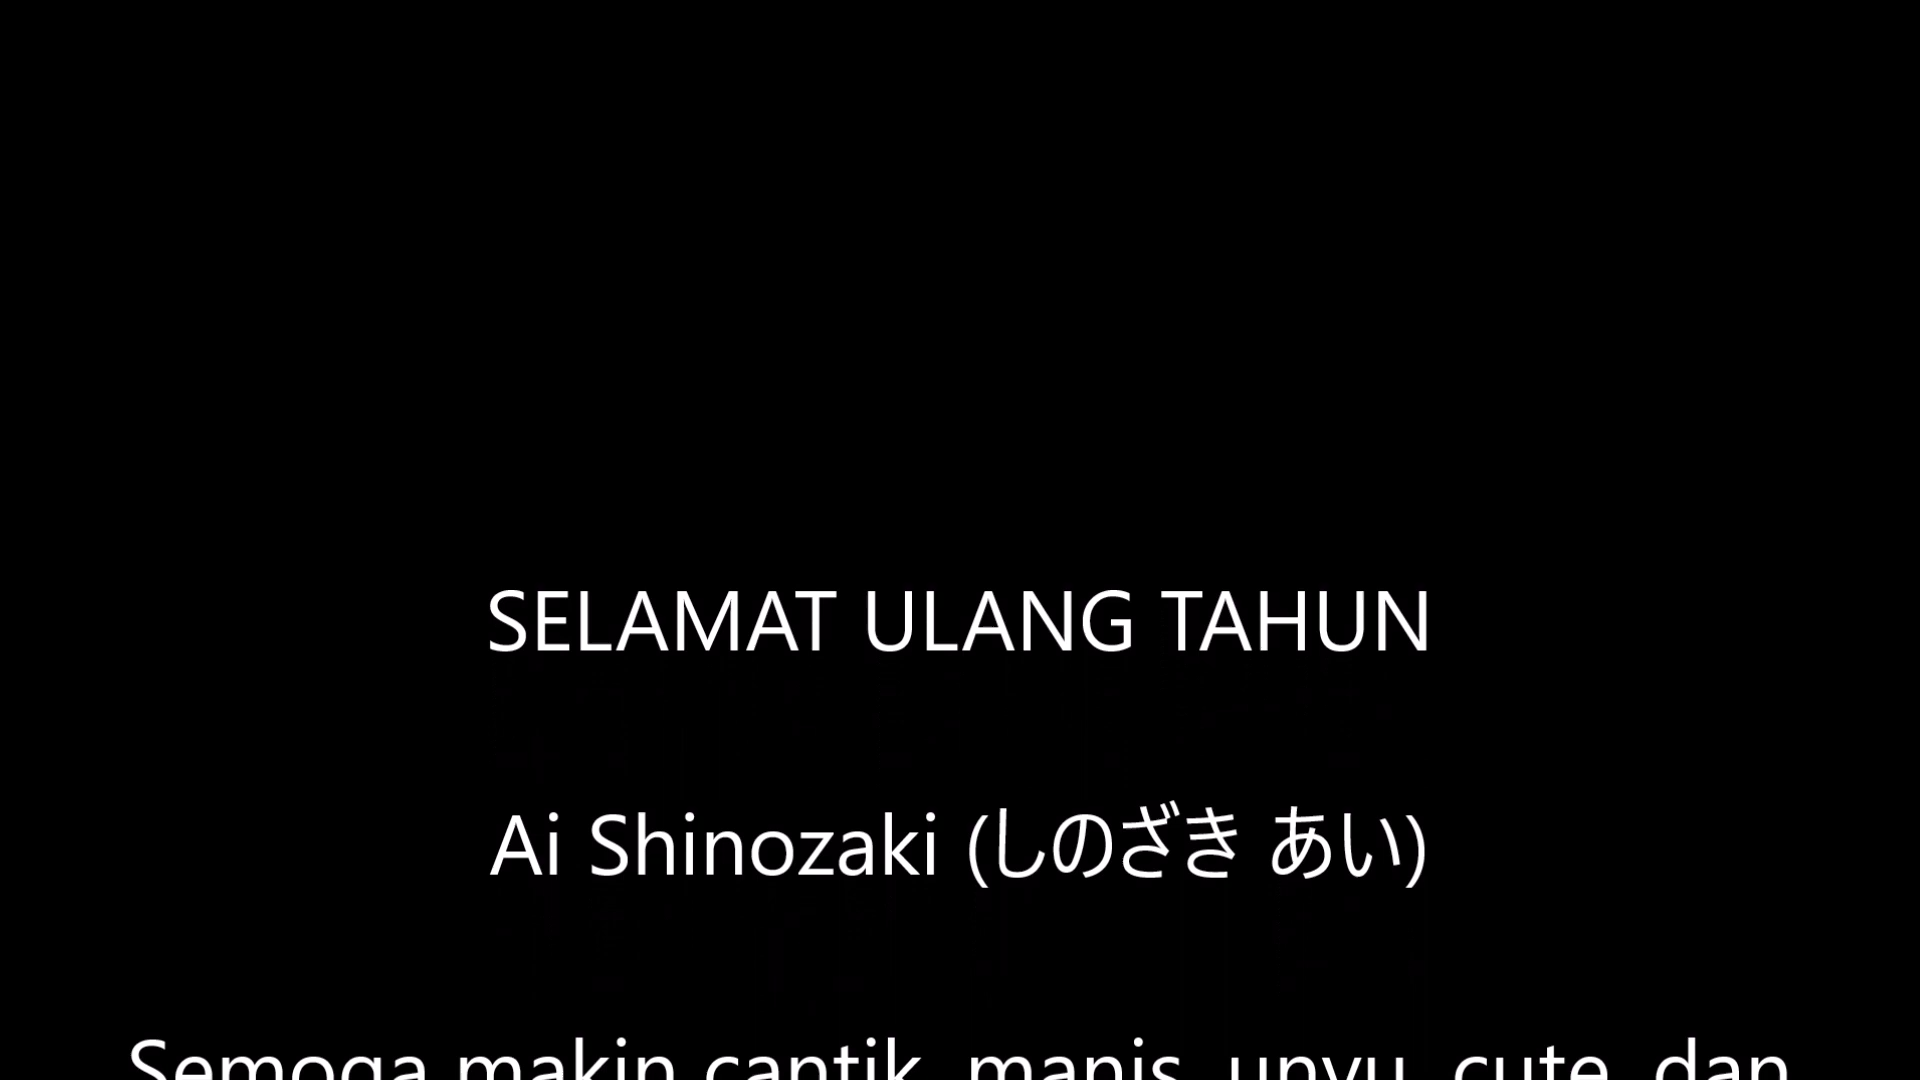 SELAMAT ULANG TAHUN
Ai Shinozaki (しのざき あい)
Semoga makin cantik, manis, unyu, cute, dan